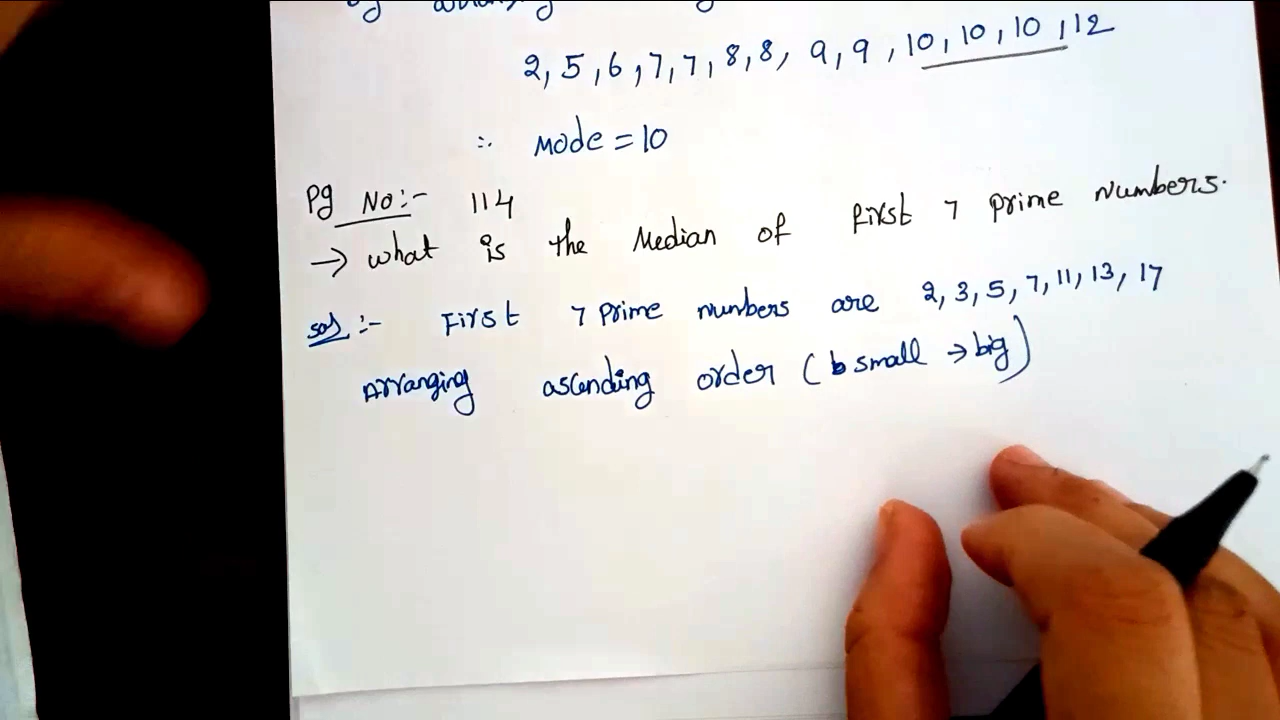 2, 5, 6, 7, 7, 8, 8, 9, 9, 10, 10, 10, 12
∴ Mode = 10
Pg No:- 114
→ what is the Median of first 7 prime numbers.
sol :- First 7 prime numbers are 2, 3, 5, 7, 11, 13, 17
Arranging ascending order ( b small → big )